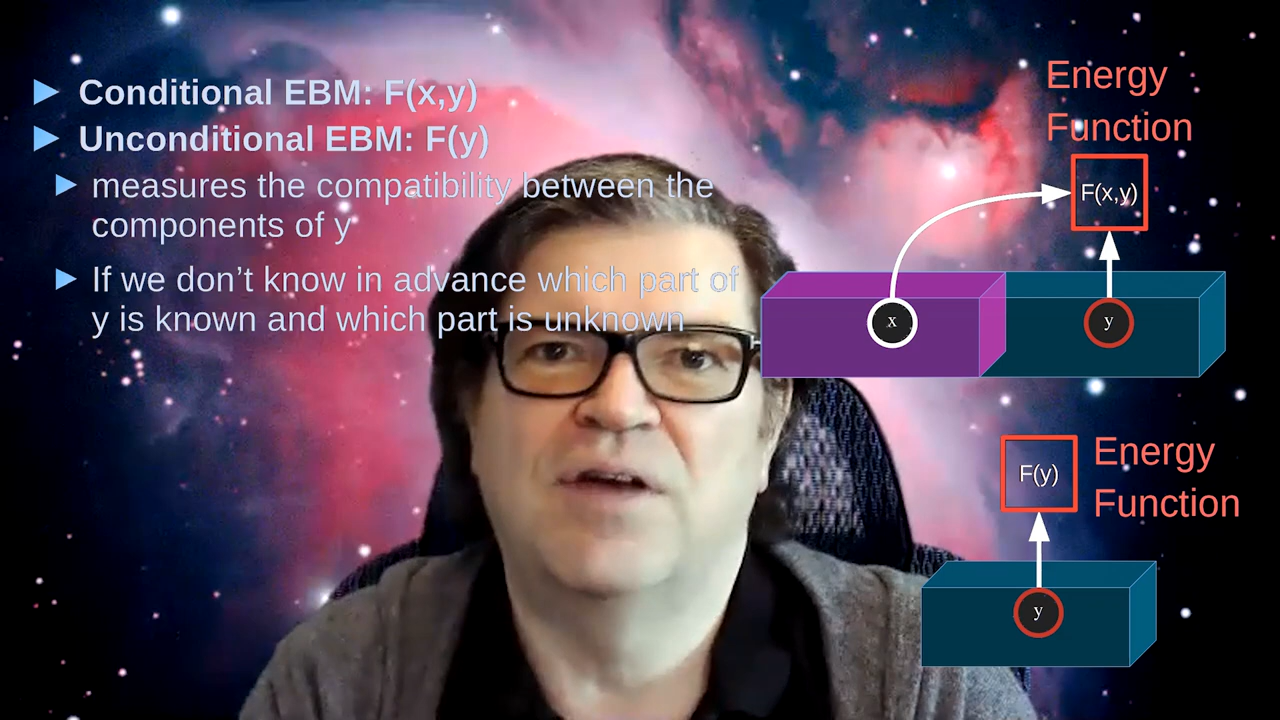 Conditional EBM: F(x,y)
Unconditional EBM: F(y)
measures the compatibility between the
components of y
If we don’t know in advance which part of
y is known and which part is unknown
Energy
Function
F(x,y)
x
y
F(y)
Energy
Function
y